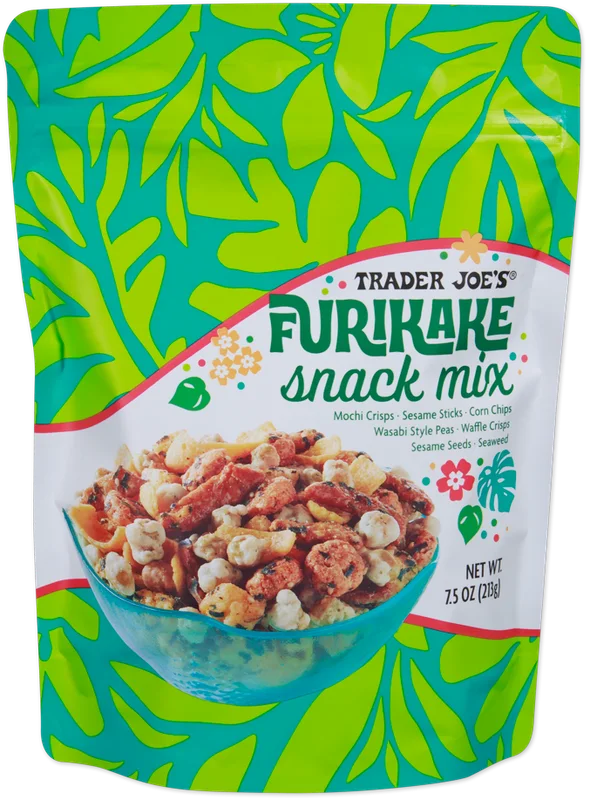 TRADER JOE'S®
FURIKAKE
snack mix
Mochi Crisps · Sesame Sticks · Corn Chips
Wasabi Style Peas · Waffle Crisps
Sesame Seeds · Seaweed
NET WT.
7.5 OZ (213g)